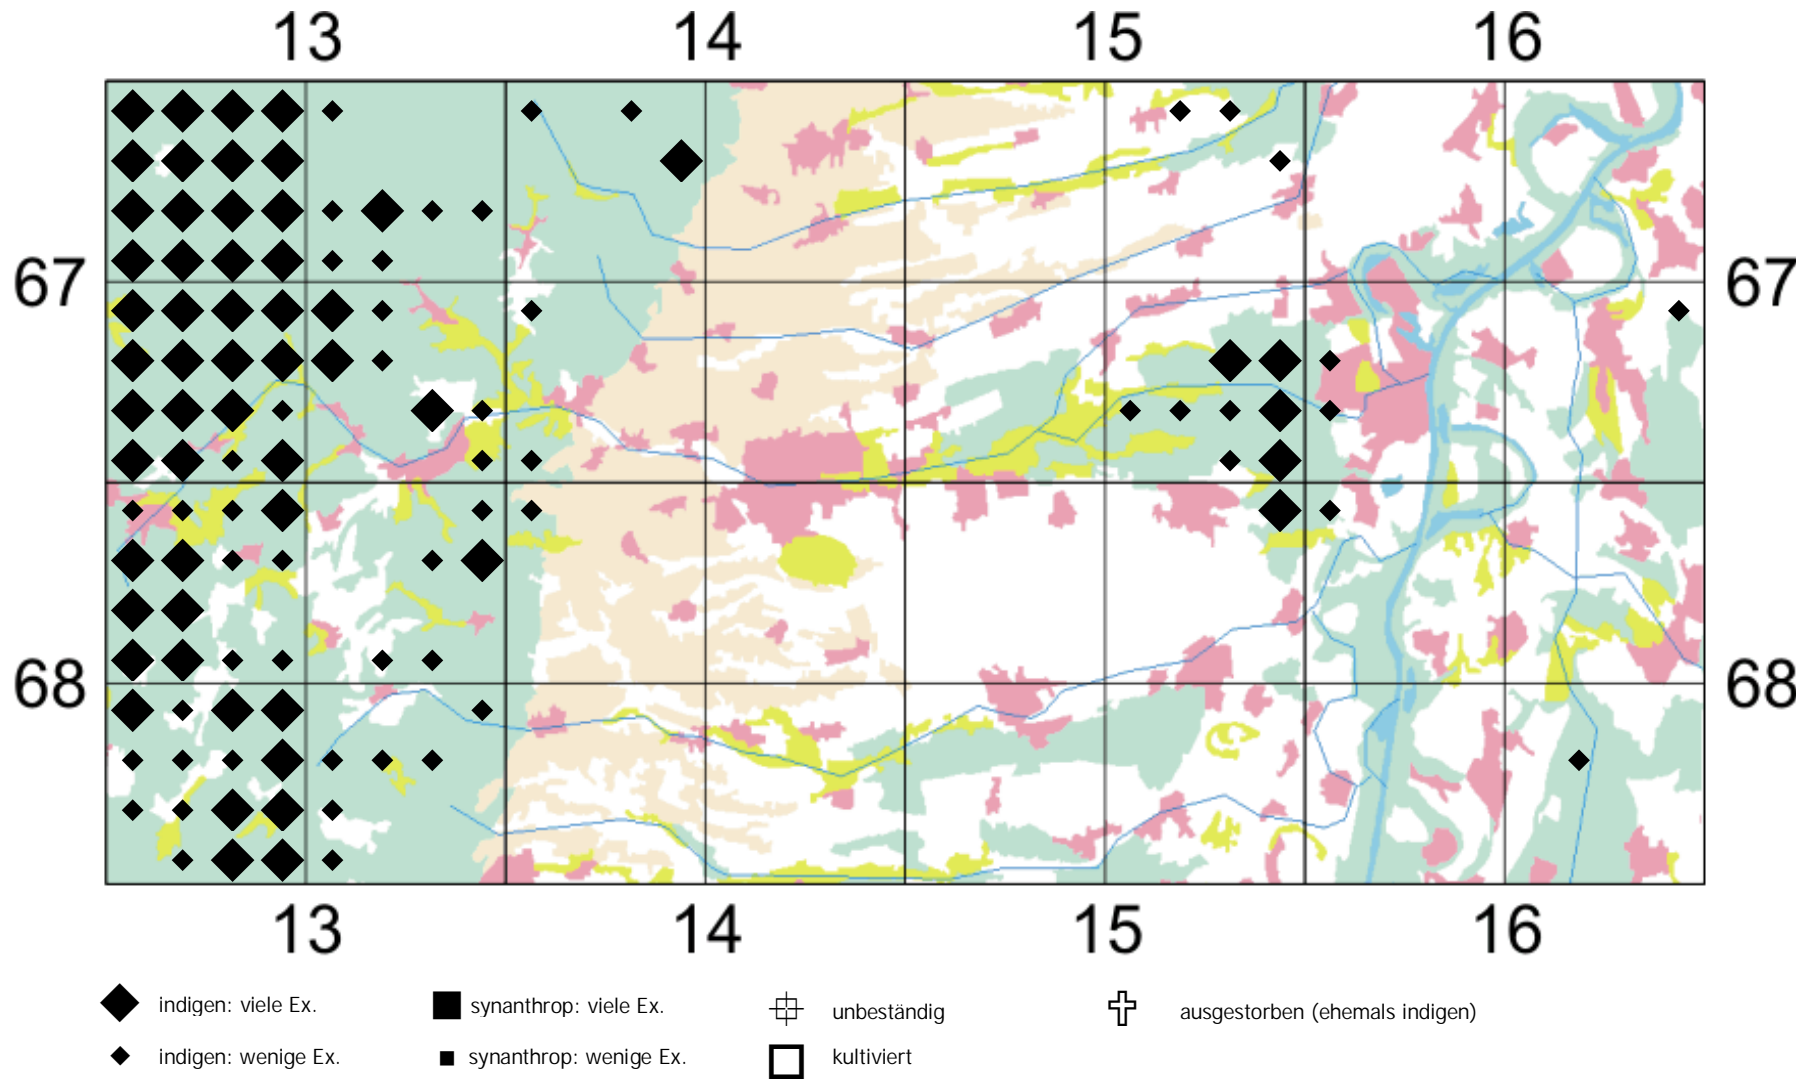 13 14 15 16
67 67
68 68
13 14 15 16
indigen: viele Ex. synanthrop: viele Ex. unbeständig ausgestorben (ehemals indigen)
indigen: wenige Ex. synanthrop: wenige Ex. kultiviert